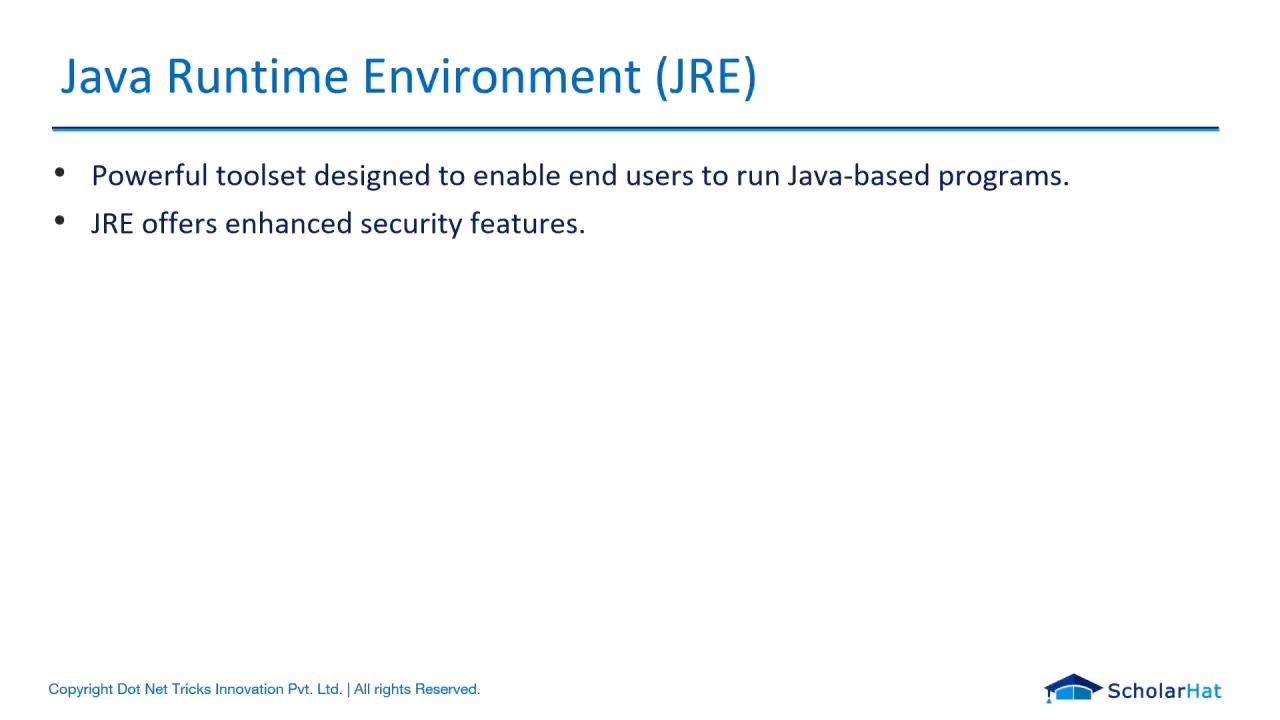 Java Runtime Environment (JRE)
• Powerful toolset designed to enable end users to run Java-based programs.
• JRE offers enhanced security features.
Copyright Dot Net Tricks Innovation Pvt. Ltd. | All rights Reserved.
ScholarHat